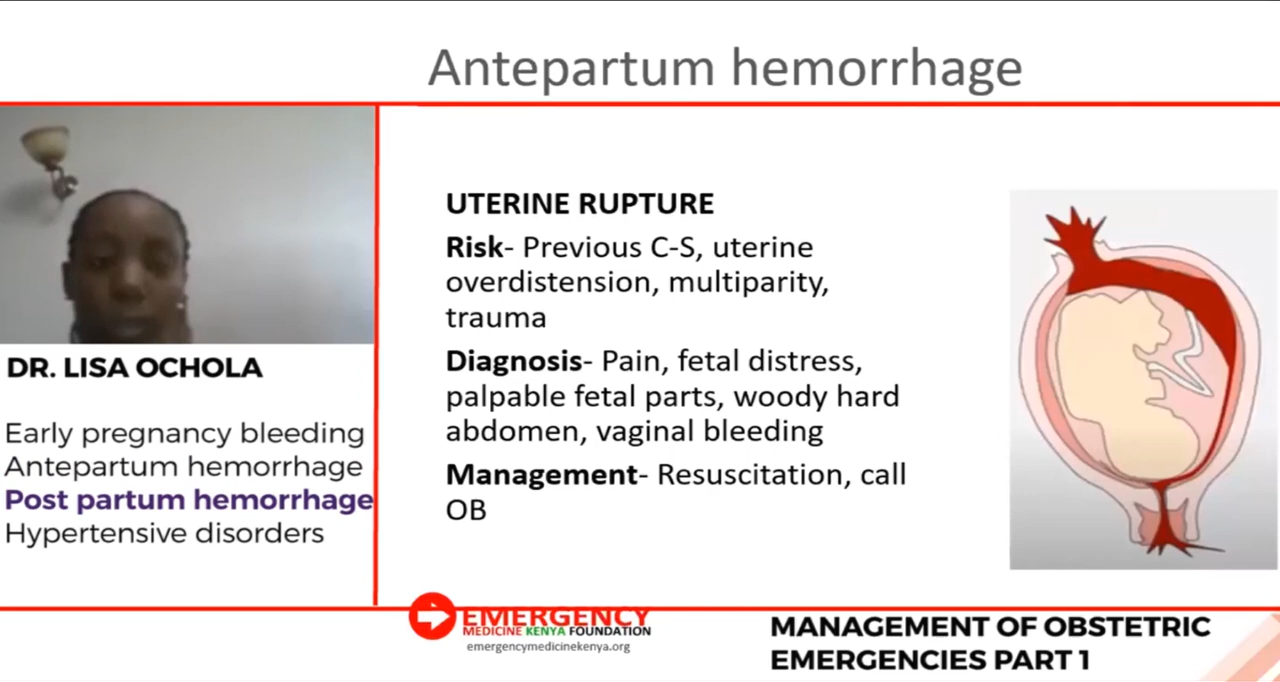 Antepartum hemorrhage
DR. LISA OCHOLA
Early pregnancy bleeding
Antepartum hemorrhage
Post partum hemorrhage
Hypertensive disorders
UTERINE RUPTURE
Risk- Previous C-S, uterine
overdistension, multiparity,
trauma
Diagnosis- Pain, fetal distress,
palpable fetal parts, woody hard
abdomen, vaginal bleeding
Management- Resuscitation, call
OB
EMERGENCY
MEDICINE KENYA FOUNDATION
emergencymedicinekenya.org
MANAGEMENT OF OBSTETRIC
EMERGENCIES PART 1